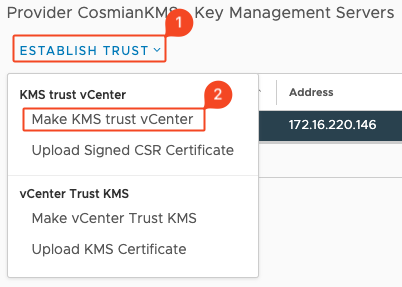 Provider CosmianKMS - Key Management Servers
1
ESTABLISH TRUST
KMS trust vCenter
2
Address
Make KMS trust vCenter
172.16.220.146
Upload Signed CSR Certificate
vCenter Trust KMS
Make vCenter Trust KMS
Upload KMS Certificate